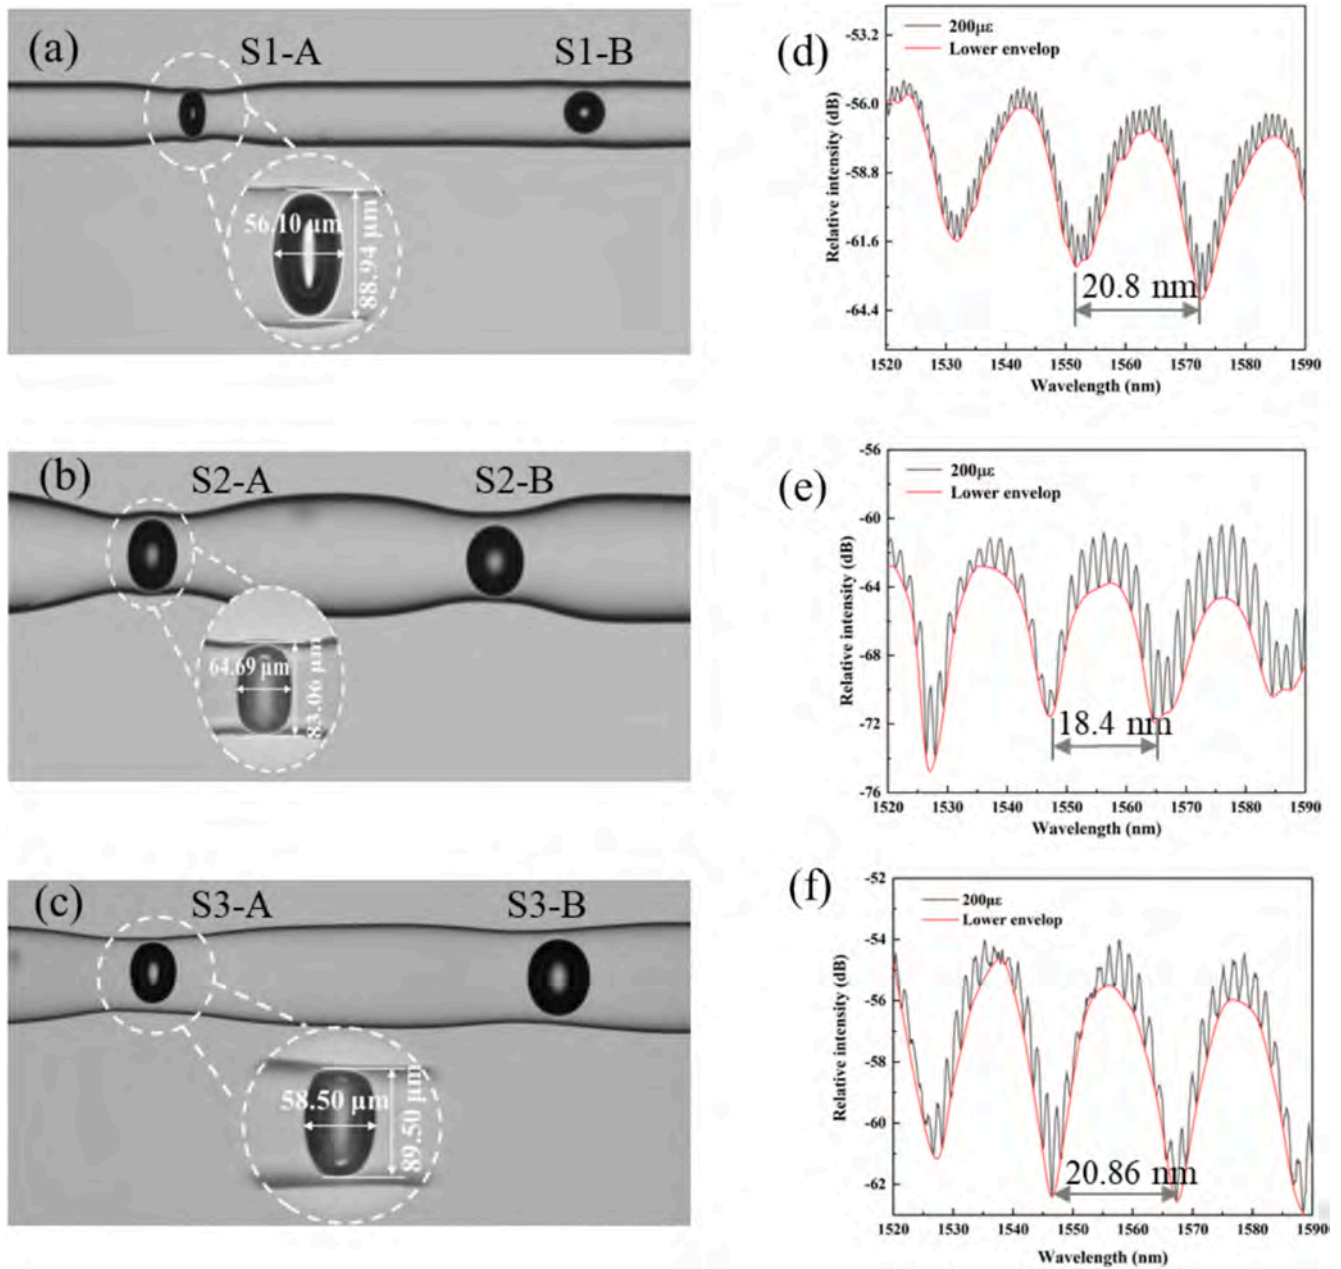 (a)
S1-A
S1-B
56.10 μm
88.94 μm
(d)
200με
Lower envelop
Relative intensity (dB)
-53.2
-56.0
-58.8
-61.6
-64.4
20.8 nm
1520 1530 1540 1550 1560 1570 1580 1590
Wavelength (nm)
(b)
S2-A
S2-B
64.69 μm
83.06 μm
(e)
200με
Lower envelop
Relative intensity (dB)
-56
-60
-64
-68
-72
-76
18.4 nm
1520 1530 1540 1550 1560 1570 1580 1590
Wavelength (nm)
(c)
S3-A
S3-B
58.50 μm
89.50 μm
(f)
200με
Lower envelop
Relative intensity (dB)
-52
-54
-56
-58
-60
-62
20.86 nm
1520 1530 1540 1550 1560 1570 1580 1590
Wavelength (nm)